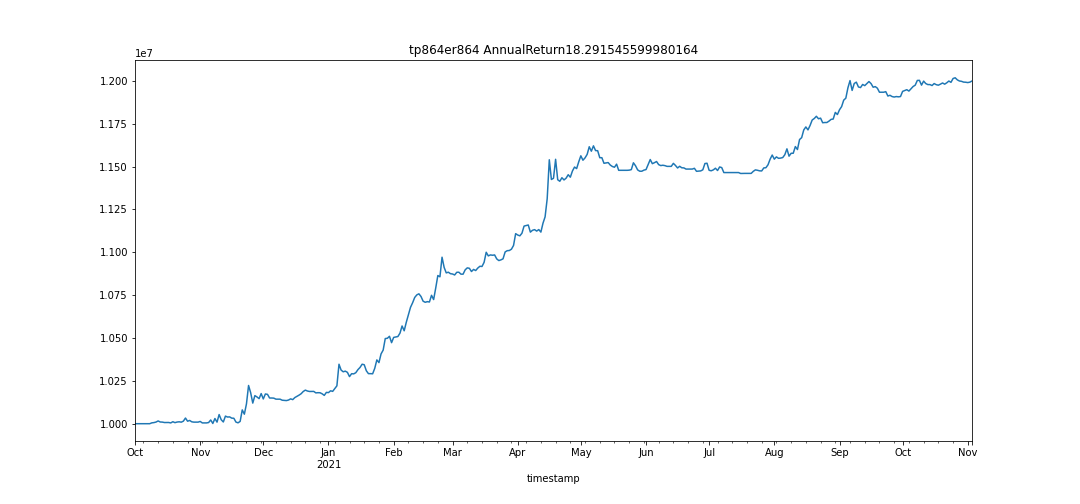 tp864er864 AnnualReturn18.291545599980164
1e7
1.200
1.175
1.150
1.125
1.100
1.075
1.050
1.025
1.000
Oct Nov Dec Jan Feb Mar Apr May Jun Jul Aug Sep Oct Nov
2021
timestamp